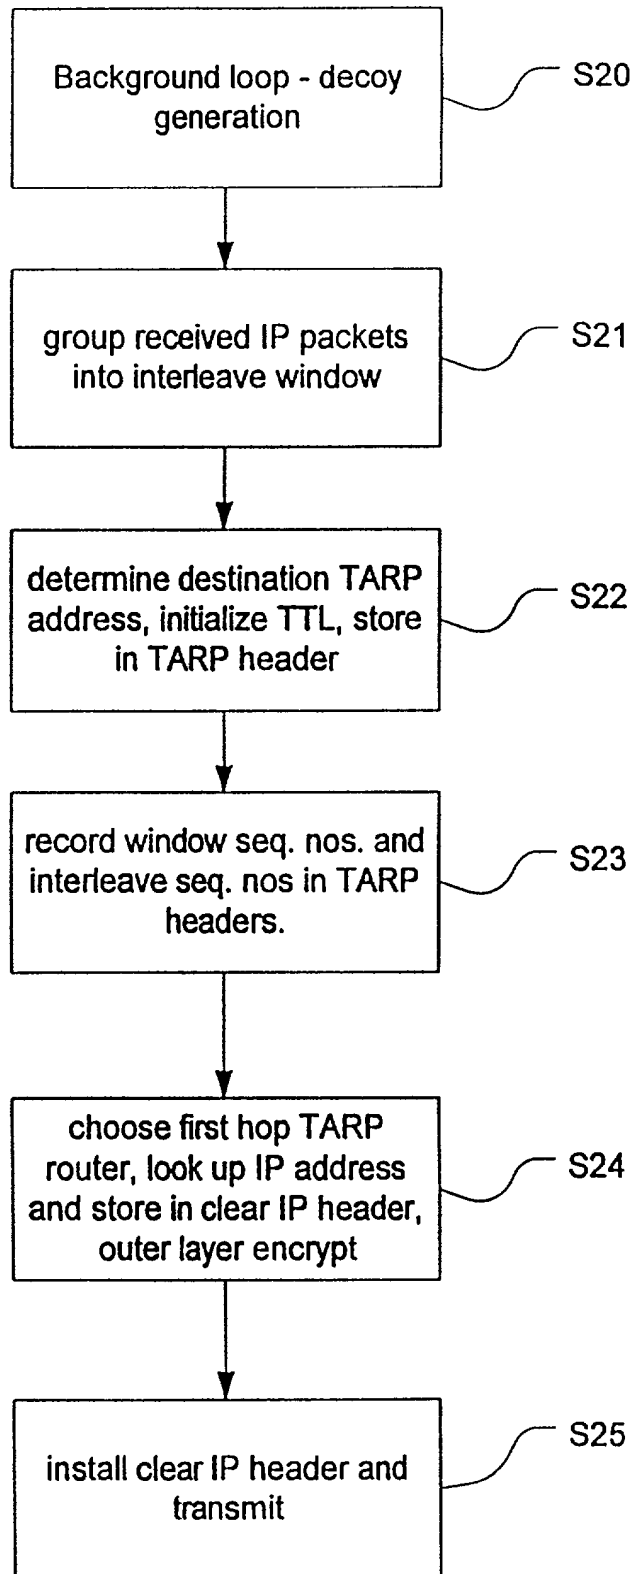 Background loop - decoy
generation
S20
group received IP packets
into interleave window
S21
determine destination TARP
address, initialize TTL, store
in TARP header
S22
record window seq. nos. and
interleave seq. nos in TARP
headers.
S23
choose first hop TARP
router, look up IP address
and store in clear IP header,
outer layer encrypt
S24
install clear IP header and
transmit
S25